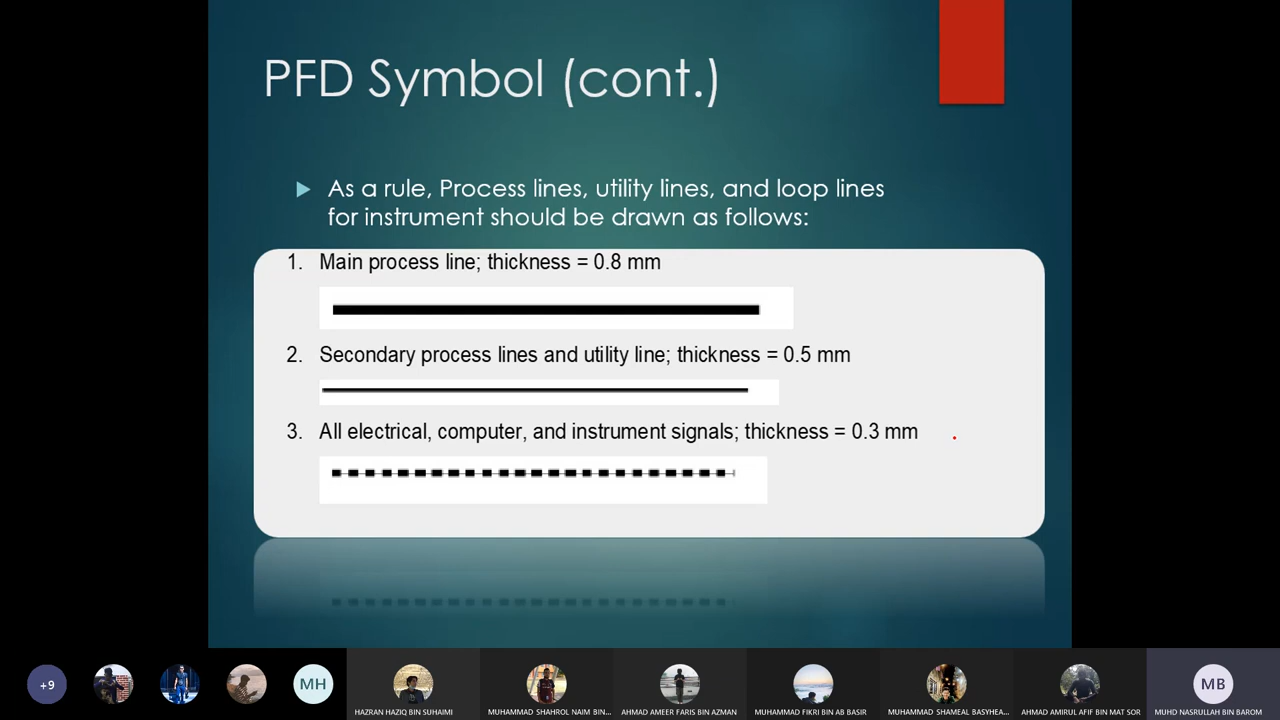 PFD Symbol (cont.)
As a rule, Process lines, utility lines, and loop lines
for instrument should be drawn as follows:
1. Main process line; thickness = 0.8 mm
2. Secondary process lines and utility line; thickness = 0.5 mm
3. All electrical, computer, and instrument signals; thickness = 0.3 mm
+9
MH
HAZRAN HAZIQ BIN SUHAIMI
MUHAMMAD SHAHROL NAIM BIN...
AHMAD AMEER FARIS BIN AZMAN
MUHAMMAD FIKRI BIN AB BASIR
MUHAMMAD SHAMEAL BASYHEA...
AHMAD AMIRUL AFIF BIN MAT SOR
MB
MUHD NASRULLAH BIN BAROM